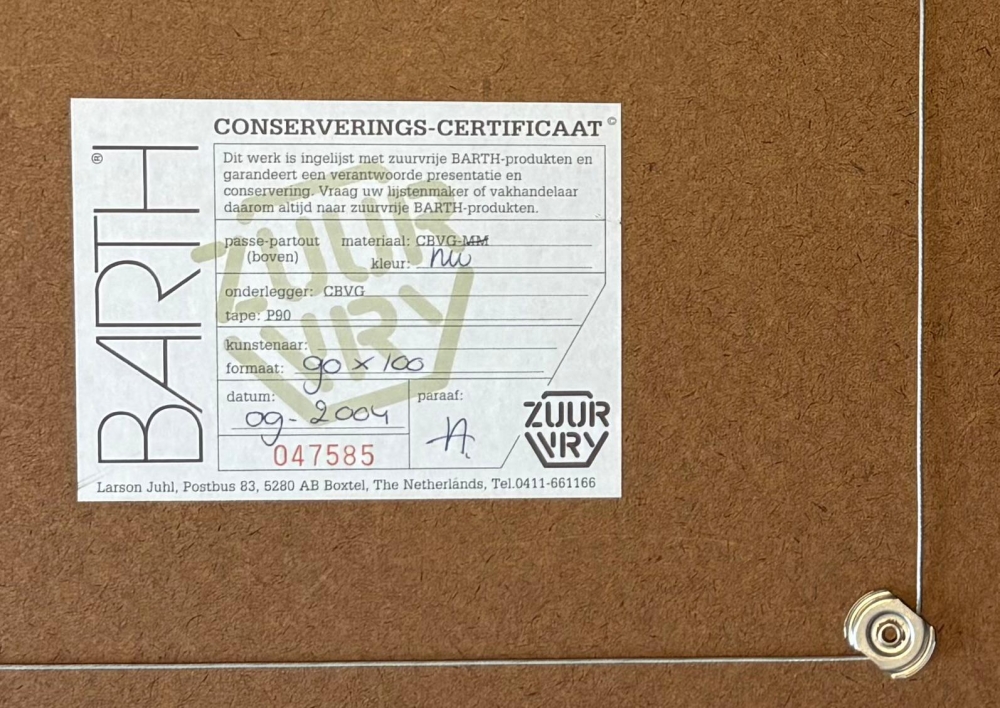 CONSERVERINGS-CERTIFICAAT ©
BARTH ®
Dit werk is ingelijst met zuurvrije BARTH-produkten en
garandeert een verantwoorde presentatie en
conservering. Vraag uw lijstenmaker of vakhandelaar
daarom altijd naar zuurvrije BARTH-produkten.
ZUUR
VRY
passe-partout materiaal: CBVG-MM
(boven) kleur:
onderlegger: CBVG
tape: P90
kunstenaar:
formaat: 90 x 100
datum: paraaf:
09-2004
047585
ZUUR
VRY
Larson Juhl, Postbus 83, 5280 AB Boxtel, The Netherlands, Tel.0411-661166